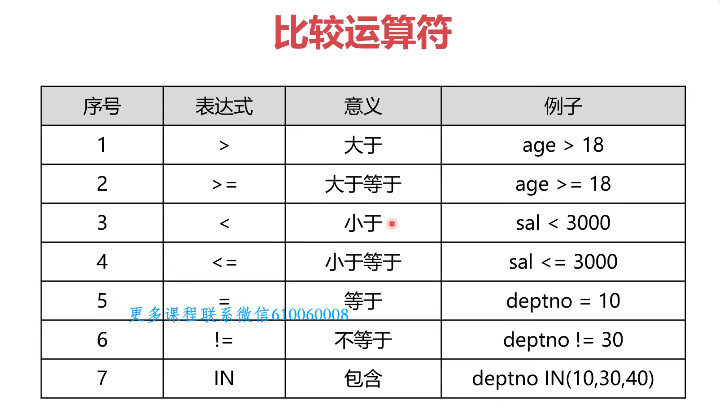 比较运算符
序号 表达式 意义 例子
1 > 大于 age > 18
2 >= 大于等于 age >= 18
3 < 小于 sal < 3000
4 <= 小于等于 sal <= 3000
5 = 等于 deptno = 10
更多课程联系微信610060008
6 != 不等于 deptno != 30
7 IN 包含 deptno IN(10,30,40)